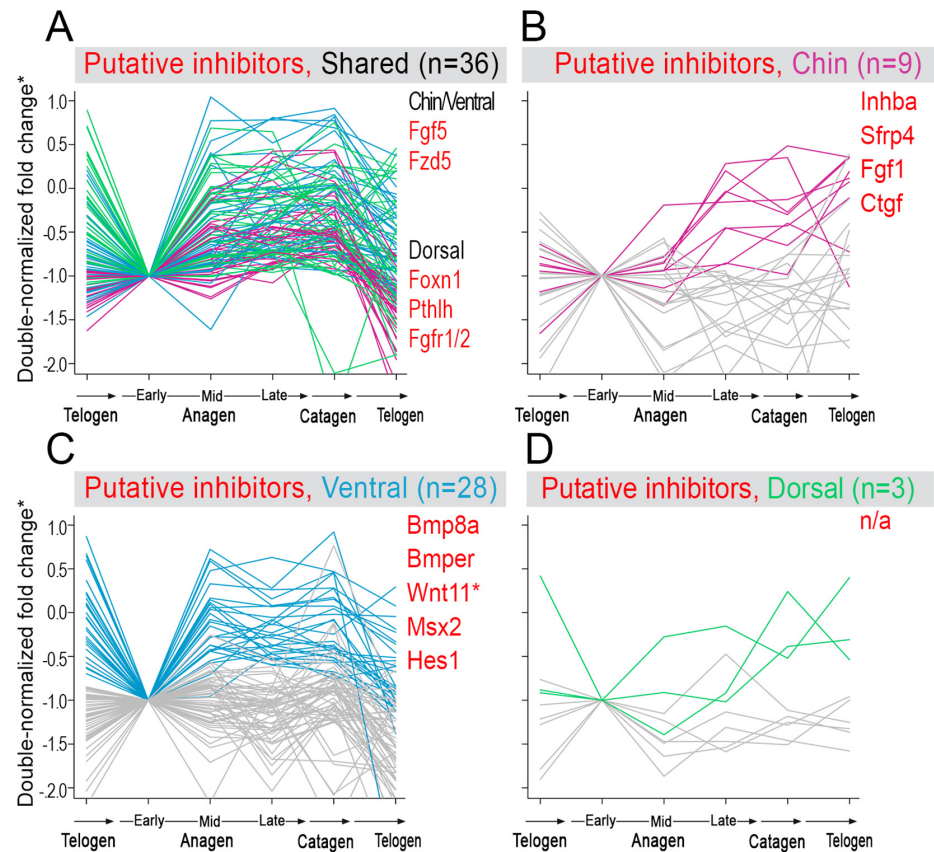 A
Putative inhibitors, Shared (n=36)
Double-normalized fold change*
1.0
0.5
0.0
-0.5
-1.0
-1.5
-2.0
Chin/Ventral
Fgf5
Fzd5
Dorsal
Foxn1
Pthlh
Fgfr1/2
Early Mid Late
Telogen Anagen Catagen Telogen
B
Putative inhibitors, Chin (n=9)
Inhba
Sfrp4
Fgf1
Ctgf
Early Mid Late
Telogen Anagen Catagen Telogen
C
Putative inhibitors, Ventral (n=28)
Double-normalized fold change*
1.0
0.5
0.0
-0.5
-1.0
-1.5
-2.0
Bmp8a
Bmper
Wnt11*
Msx2
Hes1
Early Mid Late
Telogen Anagen Catagen Telogen
D
Putative inhibitors, Dorsal (n=3)
n/a
Early Mid Late
Telogen Anagen Catagen Telogen